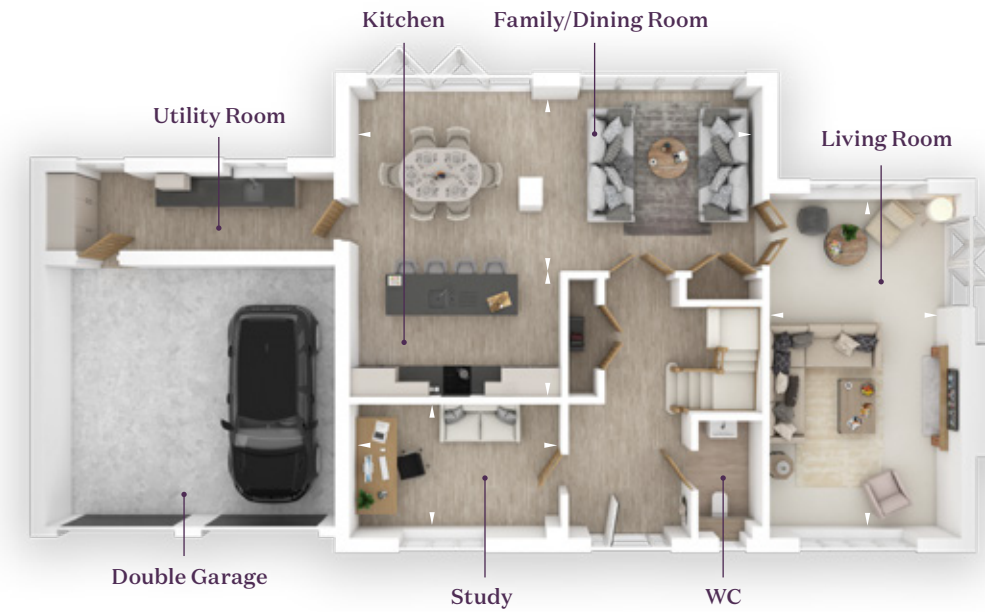 Kitchen
Family/Dining Room
Utility Room
Living Room
Double Garage
Study
WC